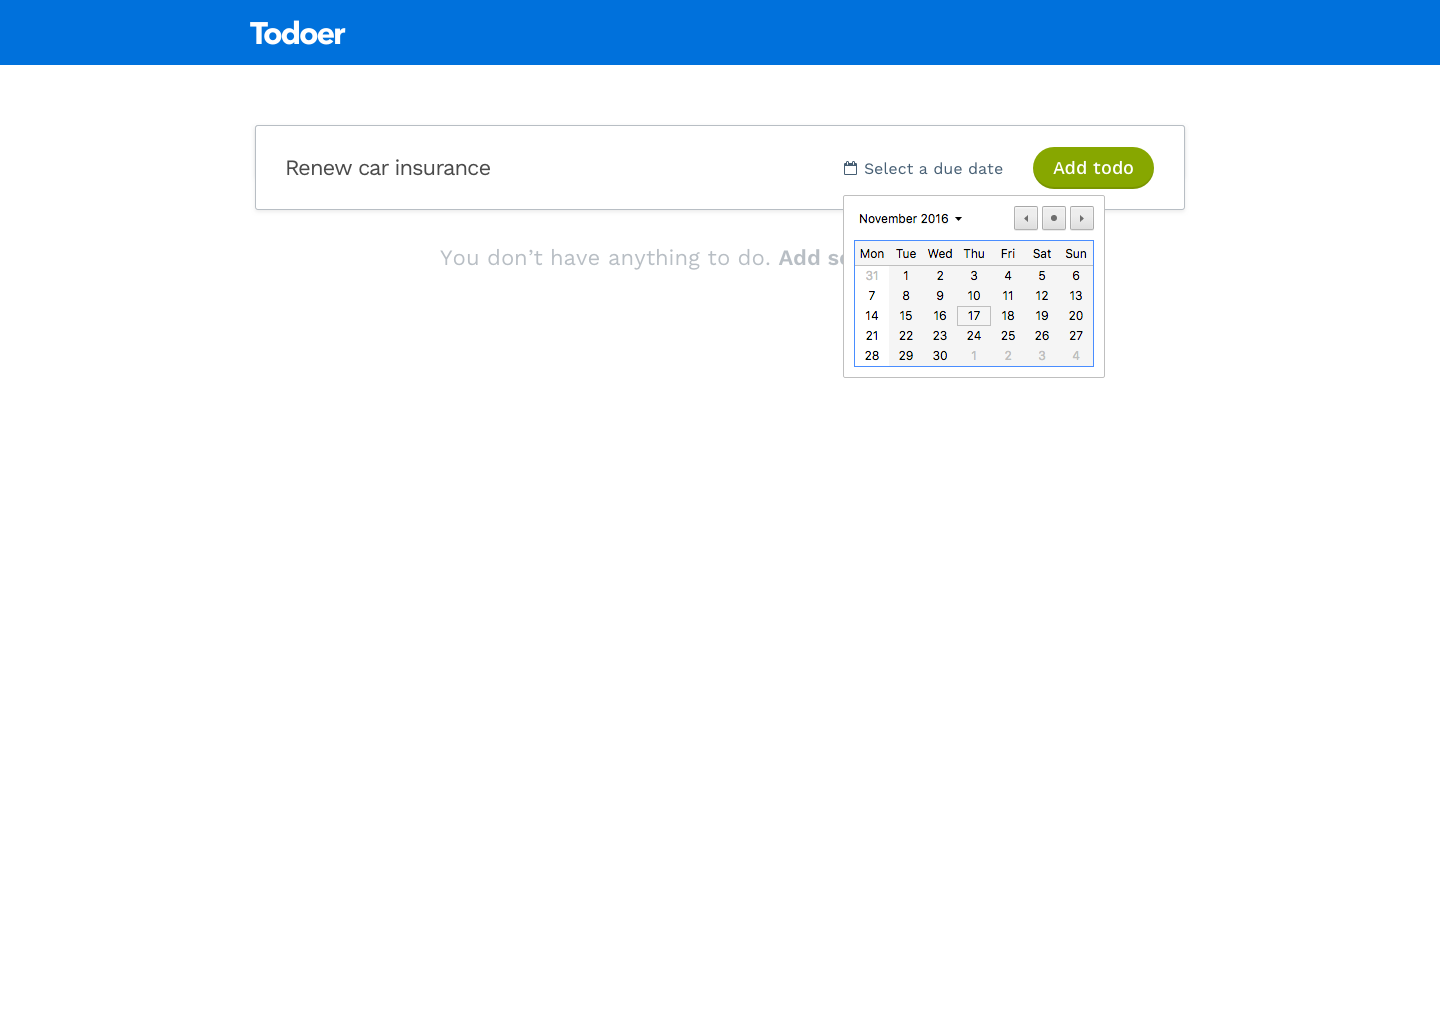 Todoer
Renew car insurance
Select a due date
Add todo
You don’t have anything to do. Add
November 2016
Mon Tue Wed Thu Fri Sat Sun
31 1 2 3 4 5 6
7 8 9 10 11 12 13
14 15 16 17 18 19 20
21 22 23 24 25 26 27
28 29 30 1 2 3 4